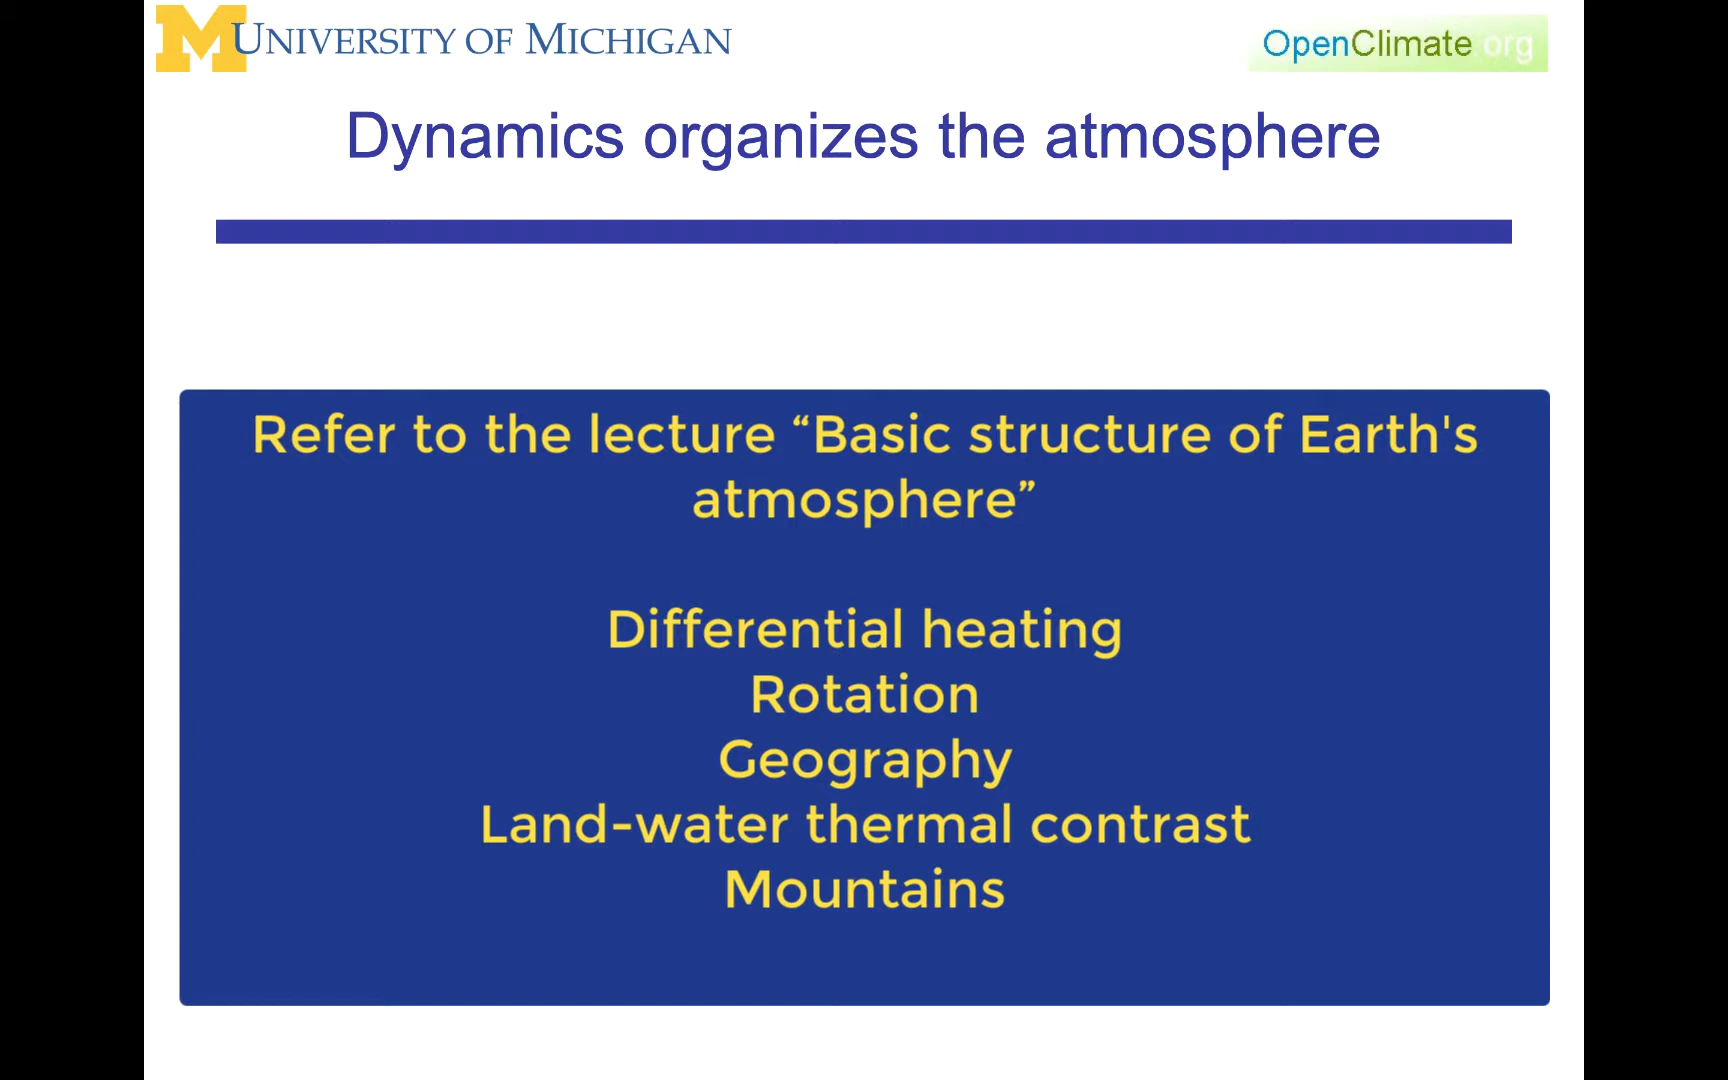 UNIVERSITY OF MICHIGAN
OpenClimate.org
Dynamics organizes the atmosphere
Refer to the lecture “Basic structure of Earth's
atmosphere”
Differential heating
Rotation
Geography
Land-water thermal contrast
Mountains